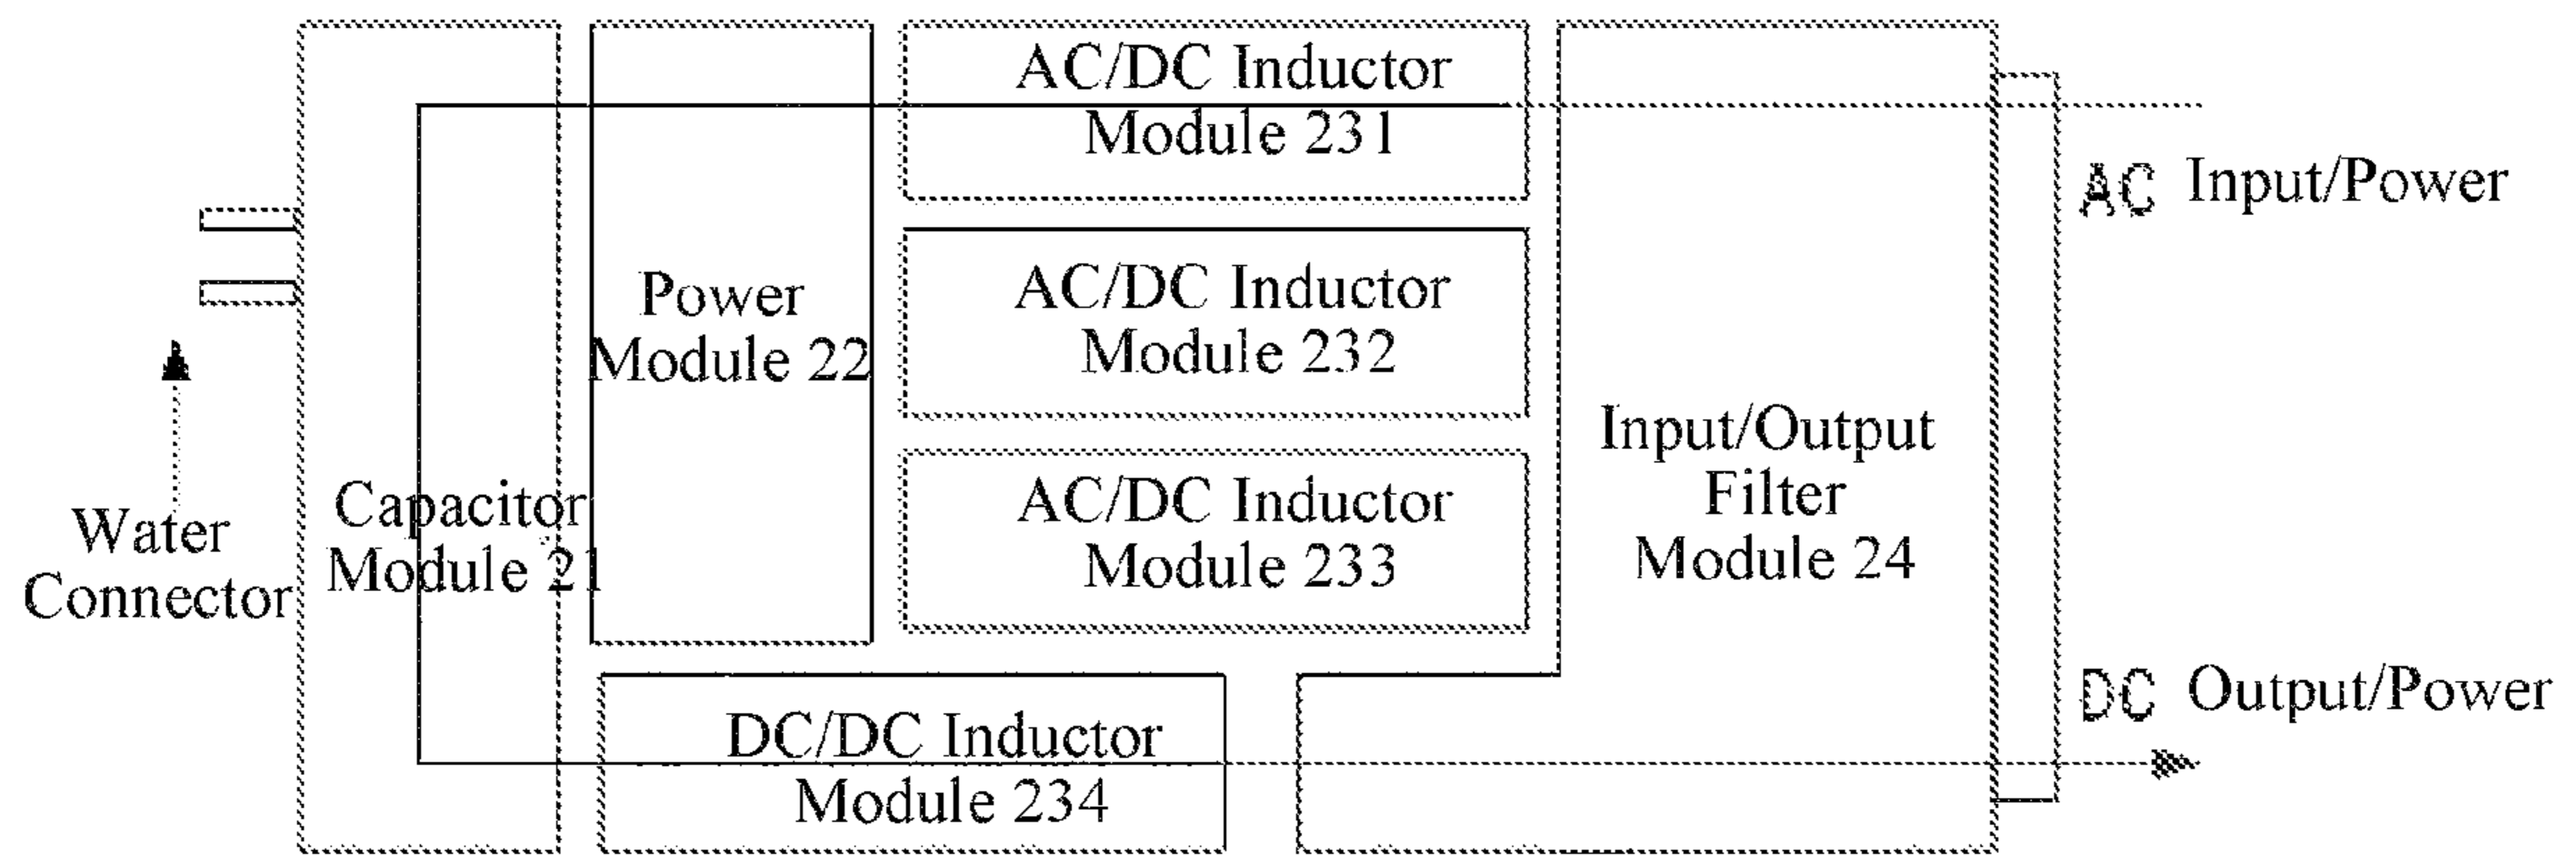 AC/DC Inductor
Module 231
AC Input/Power
Power
Module 22
AC/DC Inductor
Module 232
Input/Output
Filter
Module 24
AC/DC Inductor
Module 233
Capacitor
Module 21
Water
Connector
DC Output/Power
DC/DC Inductor
Module 234